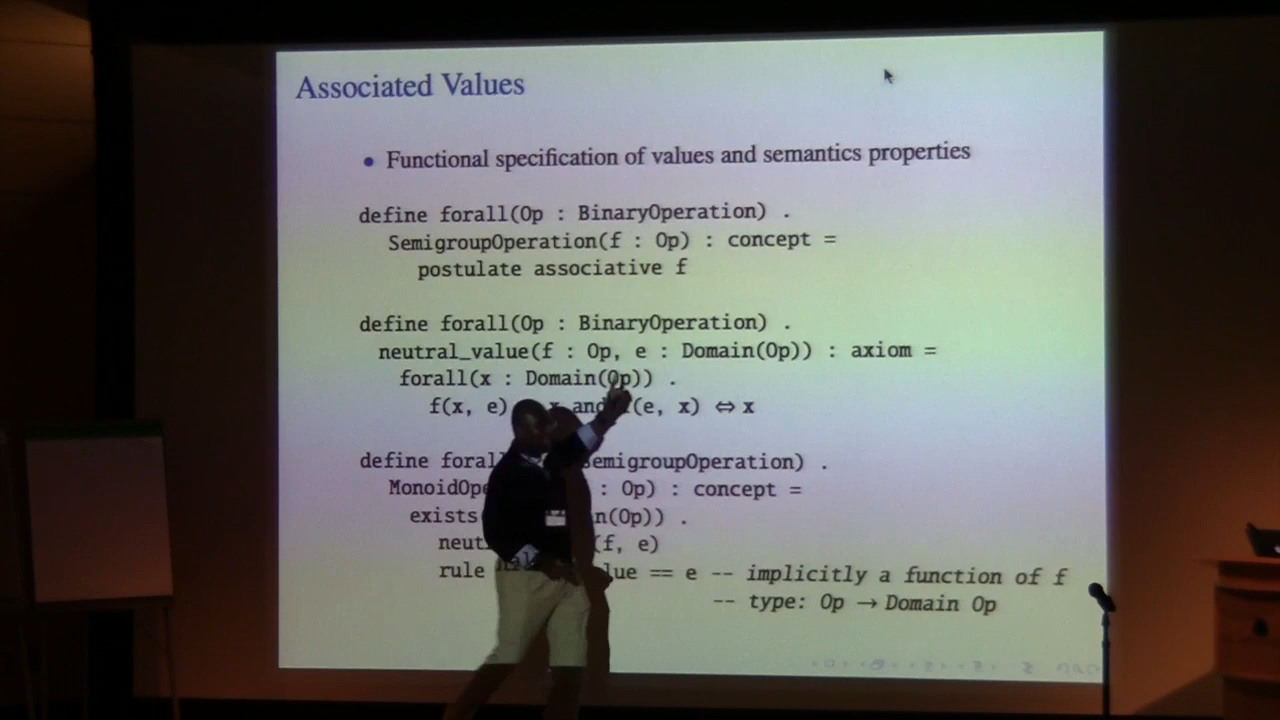 Associated Values
• Functional specification of values and semantics properties
define forall(Op : BinaryOperation) .
SemigroupOperation(f : Op) : concept =
postulate associative f
define forall(Op : BinaryOperation) .
neutral_value(f : Op, e : Domain(Op)) : axiom =
forall(x : Domain(Op)) .
f(x, e) x and (e, x) ⇔ x
define foral emigroupOperation) .
MonoidOpe : Op) : concept =
exists n(Op)) .
neut (f, e)
rule lue == e -- implicitly a function of f
-- type: Op → Domain Op